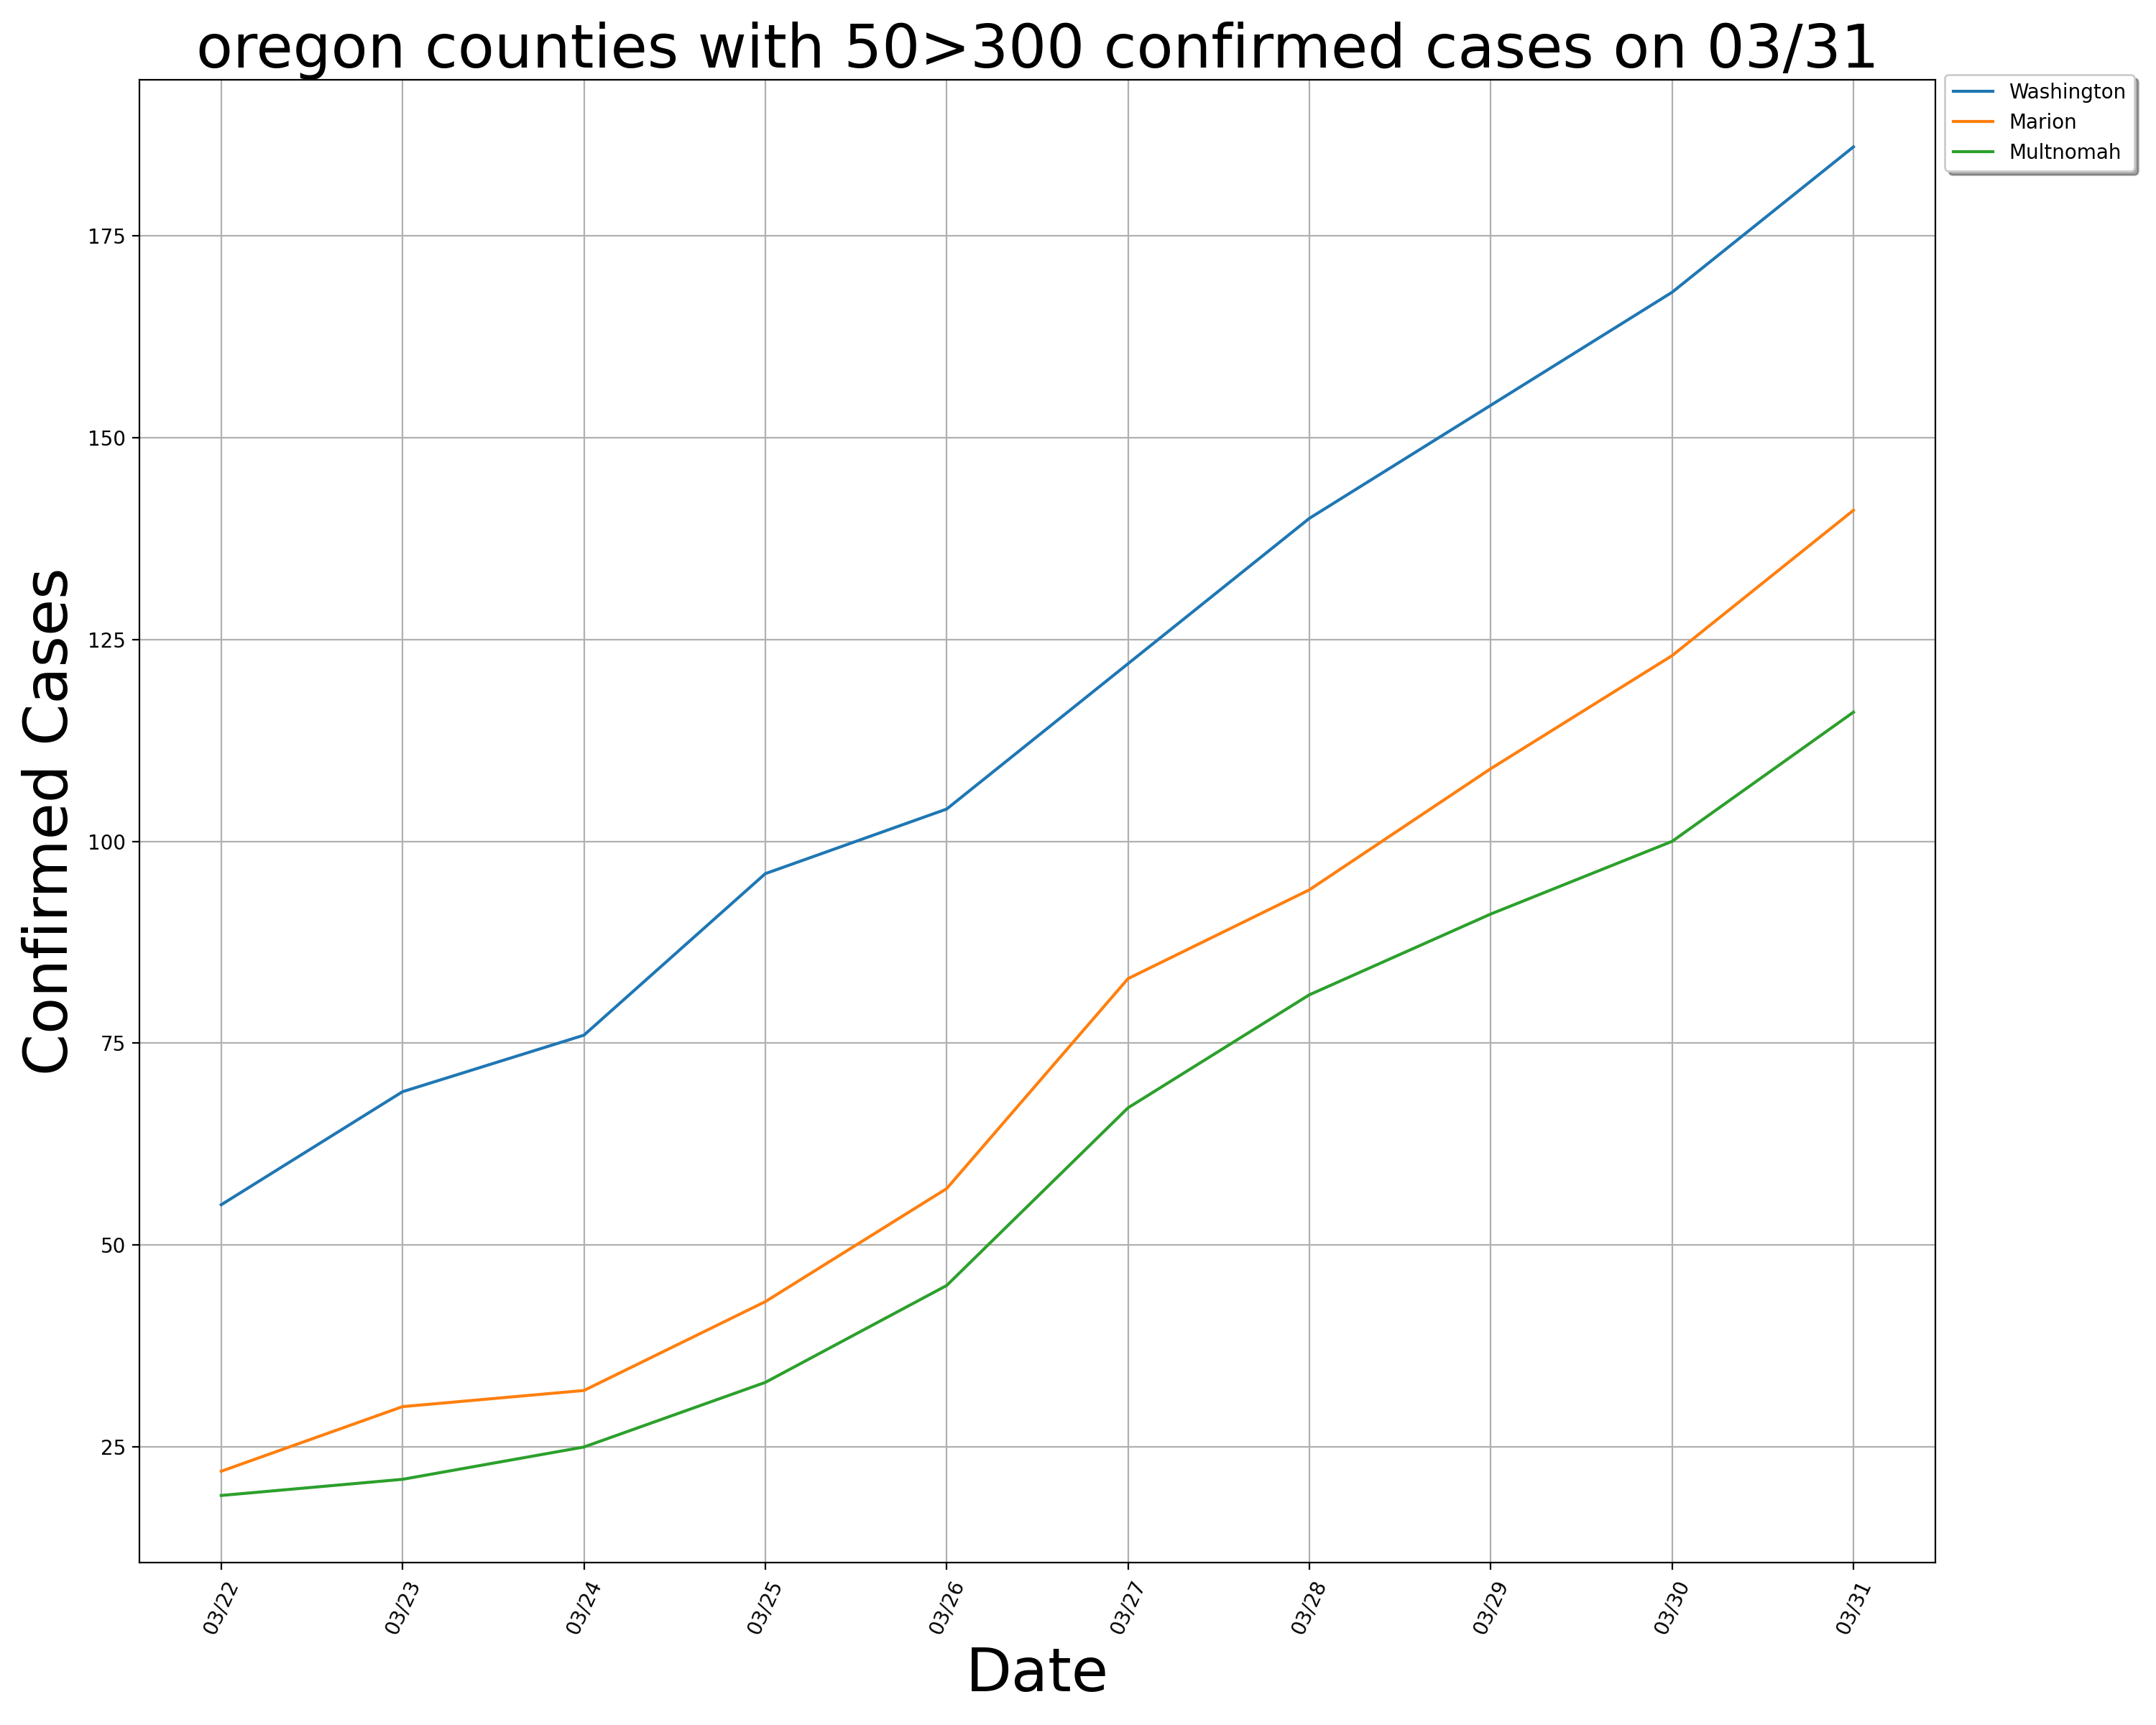 oregon counties with 50>300 confirmed cases on 03/31
Washington
Marion
Multnomah
Confirmed Cases
175
150
125
100
75
50
25
03/22
03/23
03/24
03/25
03/26
03/27
03/28
03/29
03/30
03/31
Date